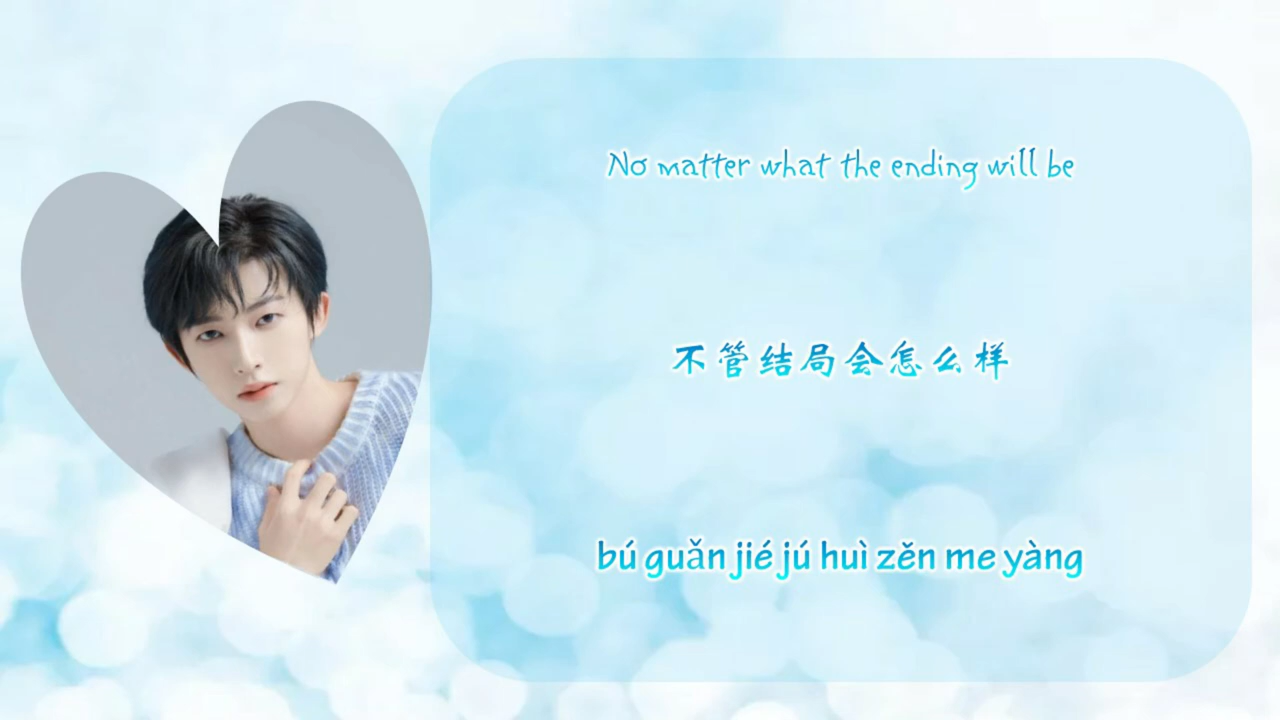 No matter what the ending will be
不管结局会怎么样
bú guǎn jié jú huì zěn me yàng